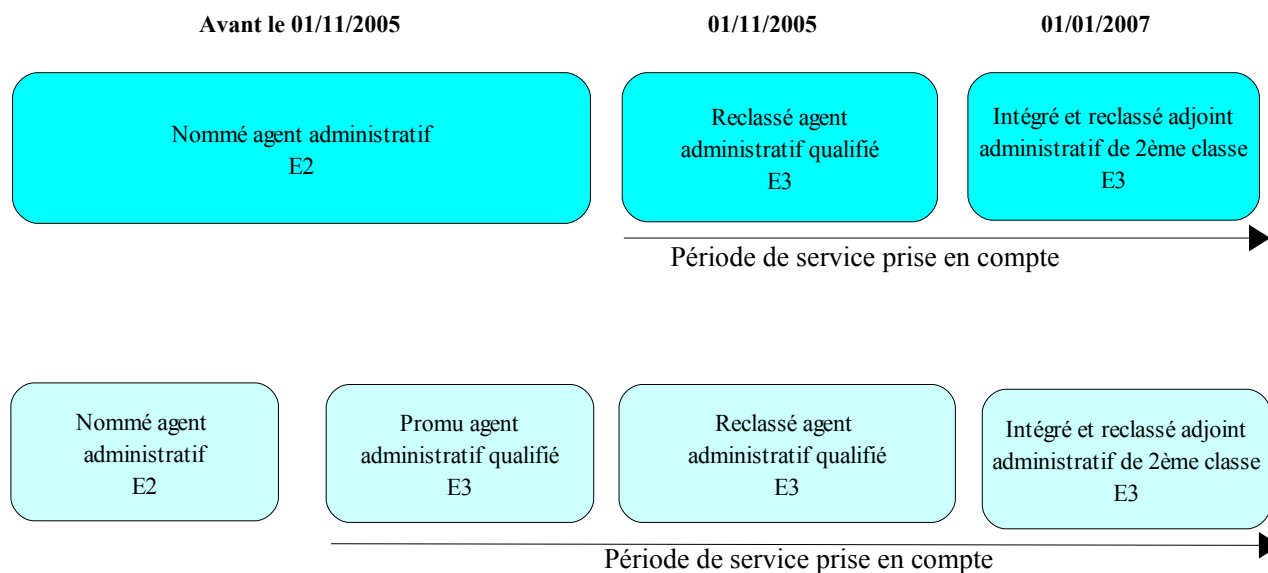 Avant le 01/11/2005
01/11/2005
01/01/2007
Nommé agent administratif
E2
Reclassé agent
administratif qualifié
E3
Intégré et reclassé adjoint
administratif de 2ème classe
E3
Période de service prise en compte
Nommé agent
administratif
E2
Promu agent
administratif qualifié
E3
Reclassé agent
administratif qualifié
E3
Intégré et reclassé adjoint
administratif de 2ème classe
E3
Période de service prise en compte